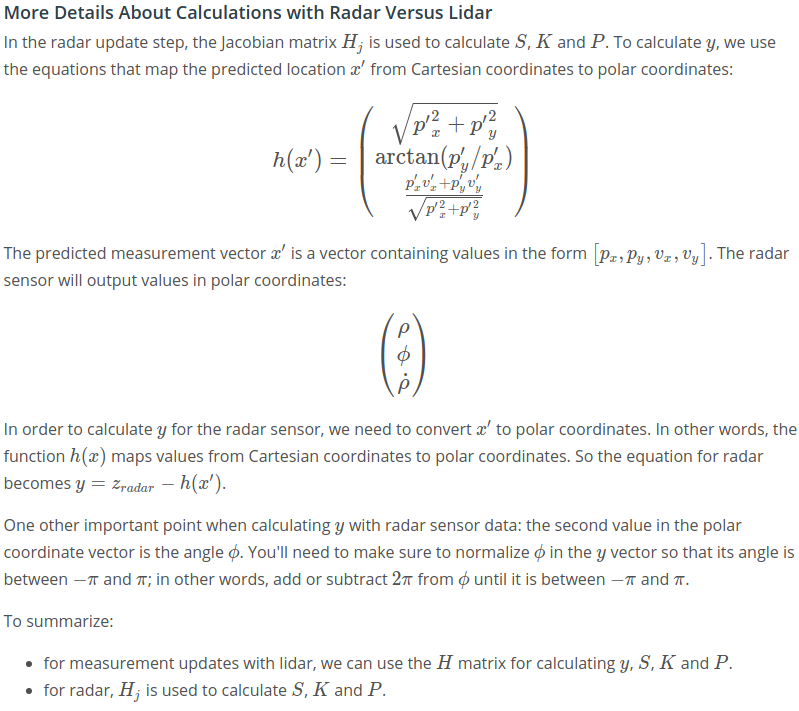 More Details About Calculations with Radar Versus Lidar
In the radar update step, the Jacobian matrix $H_j$ is used to calculate $S$, $K$ and $P$. To calculate $y$, we use
the equations that map the predicted location $x'$ from Cartesian coordinates to polar coordinates:
$h(x') = \begin{pmatrix} \sqrt{p'^2_x + p'^2_y} \\ \arctan(p'_y/p'_x) \\ \frac{p'_x v'_x + p'_y v'_y}{\sqrt{p'^2_x + p'^2_y}} \end{pmatrix}$
The predicted measurement vector $x'$ is a vector containing values in the form $[p_x, p_y, v_x, v_y]$. The radar
sensor will output values in polar coordinates:
$\begin{pmatrix} \rho \\ \phi \\ \dot{\rho} \end{pmatrix}$
In order to calculate $y$ for the radar sensor, we need to convert $x'$ to polar coordinates. In other words, the
function $h(x)$ maps values from Cartesian coordinates to polar coordinates. So the equation for radar
becomes $y = z_{radar} - h(x')$.
One other important point when calculating $y$ with radar sensor data: the second value in the polar
coordinate vector is the angle $\phi$. You'll need to make sure to normalize $\phi$ in the $y$ vector so that its angle is
between $-\pi$ and $\pi$; in other words, add or subtract $2\pi$ from $\phi$ until it is between $-\pi$ and $\pi$.
To summarize:
• for measurement updates with lidar, we can use the $H$ matrix for calculating $y$, $S$, $K$ and $P$.
• for radar, $H_j$ is used to calculate $S$, $K$ and $P$.